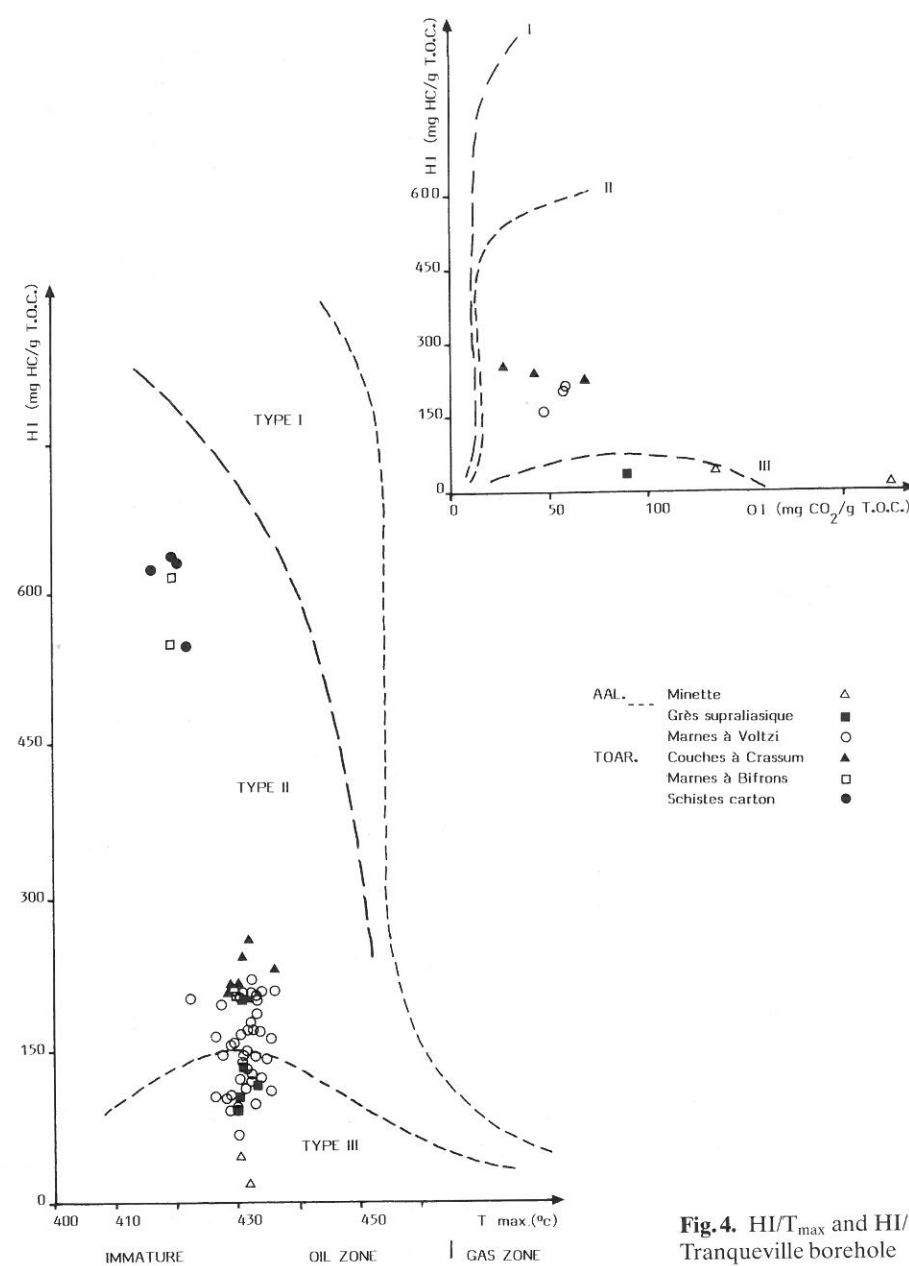 I
HI (mg HC/g T.O.C.)
600
II
450
300
150
III
0
0 50 100 OI (mg CO2/g T.O.C.)
HI (mg HC/g T.O.C.)
TYPE I
600
450
TYPE II
300
150
TYPE III
0
400 410 430 450 T max.(ºc)
IMMATURE OIL ZONE GAS ZONE
AAL. Minette
Grès supraliasique
Marnes à Voltzi
TOAR. Couches à Crassum
Marnes à Bifrons
Schistes carton
Fig. 4. HI/Tmax and HI/
Tranqueville borehole